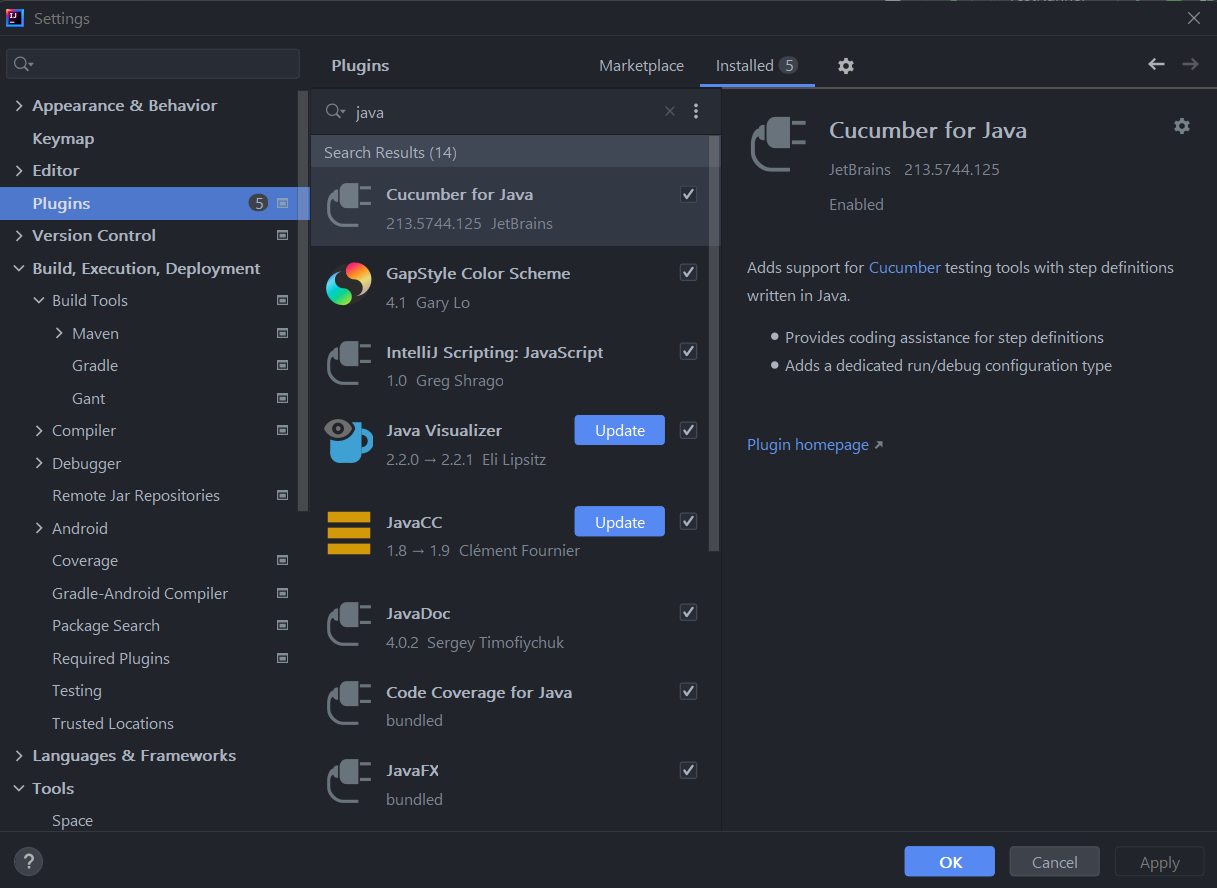 Settings
Appearance & Behavior
Keymap
Editor
Plugins
5
Version Control
Build, Execution, Deployment
Build Tools
Maven
Gradle
Gant
Compiler
Debugger
Remote Jar Repositories
Android
Coverage
Gradle-Android Compiler
Package Search
Required Plugins
Testing
Trusted Locations
Languages & Frameworks
Tools
Space
Plugins
Marketplace
Installed 5
java
Search Results (14)
Cucumber for Java
213.5744.125 JetBrains
GapStyle Color Scheme
4.1 Gary Lo
IntelliJ Scripting: JavaScript
1.0 Greg Shrago
Java Visualizer
Update
2.2.0 → 2.2.1 Eli Lipsitz
JavaCC
Update
1.8 → 1.9 Clément Fournier
JavaDoc
4.0.2 Sergey Timofiychuk
Code Coverage for Java
bundled
JavaFX
bundled
Cucumber for Java
JetBrains 213.5744.125
Enabled
Adds support for Cucumber testing tools with step definitions
written in Java.
• Provides coding assistance for step definitions
• Adds a dedicated run/debug configuration type
Plugin homepage ↗
?
OK
Cancel
Apply